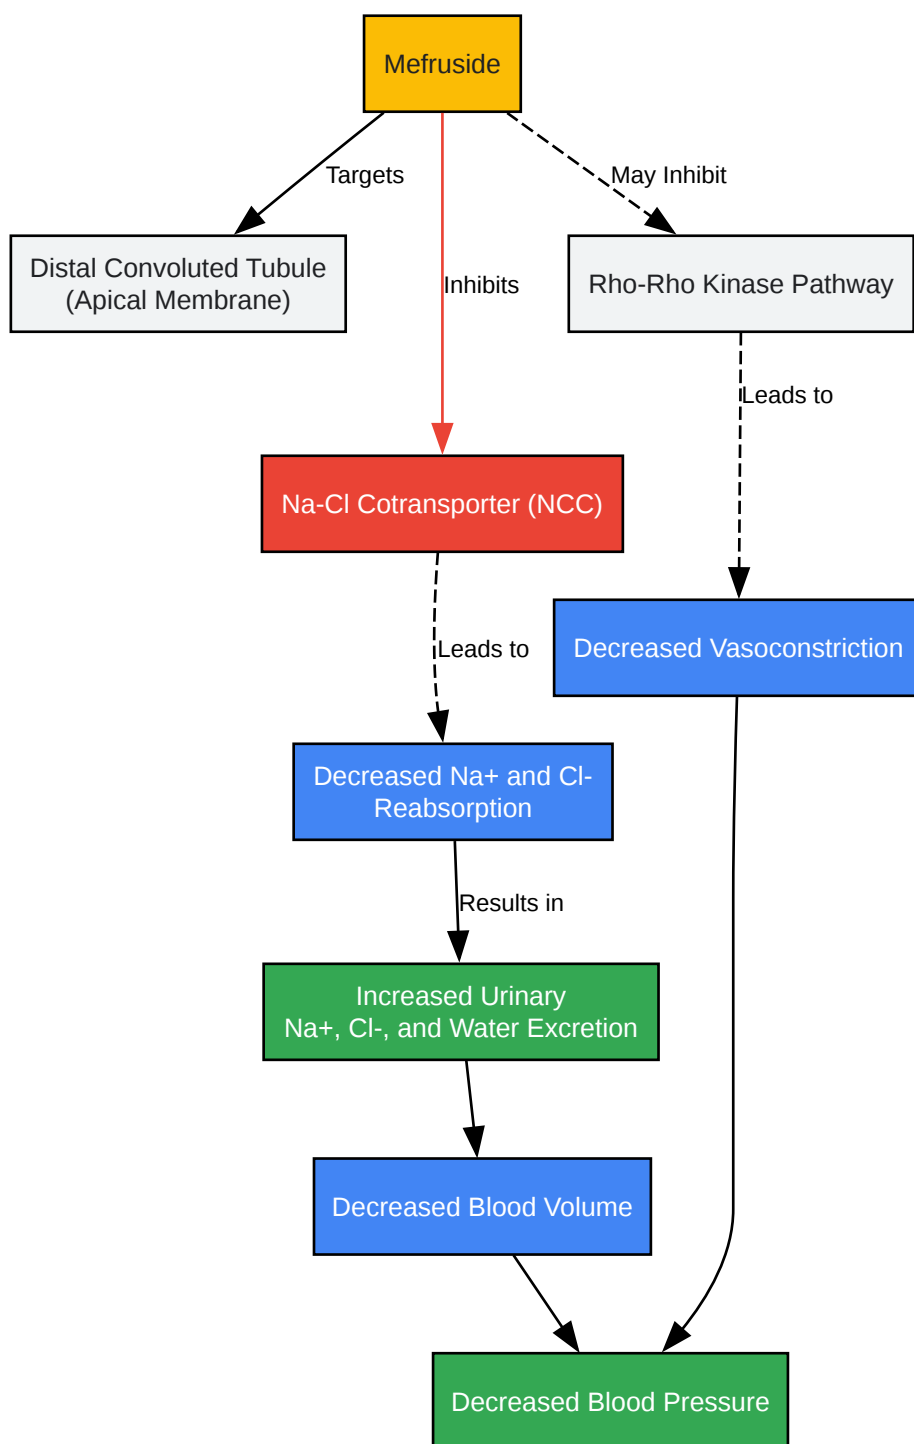 Mefruside
Targets
May Inhibit
Distal Convoluted Tubule
(Apical Membrane)
Inhibits
Rho-Rho Kinase Pathway
Leads to
Na-Cl Cotransporter (NCC)
Leads to
Decreased Vasoconstriction
Decreased Na+ and Cl-
Reabsorption
Results in
Increased Urinary
Na+, Cl-, and Water Excretion
Decreased Blood Volume
Decreased Blood Pressure